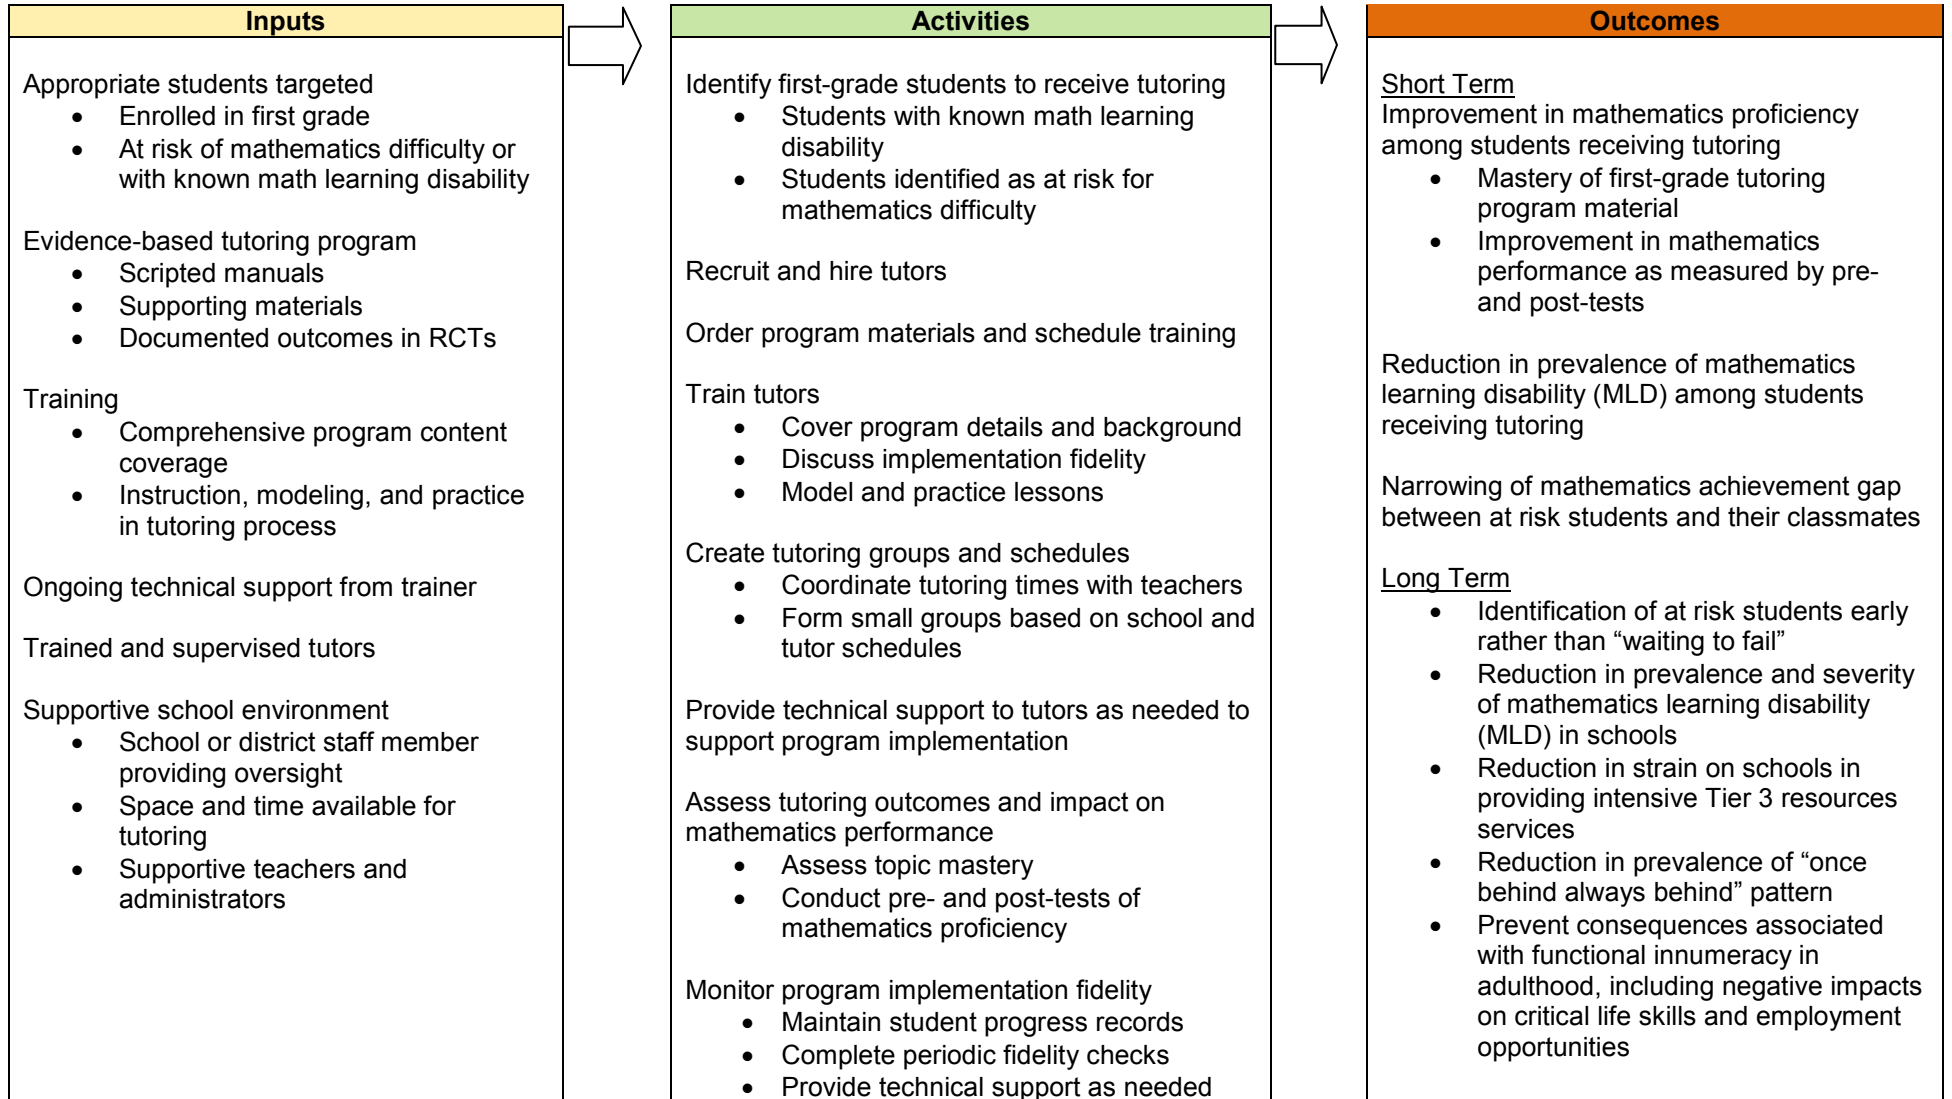 Inputs
Appropriate students targeted
• Enrolled in first grade
• At risk of mathematics difficulty or
with known math learning disability
Evidence-based tutoring program
• Scripted manuals
• Supporting materials
• Documented outcomes in RCTs
Training
• Comprehensive program content
coverage
• Instruction, modeling, and practice
in tutoring process
Ongoing technical support from trainer
Trained and supervised tutors
Supportive school environment
• School or district staff member
providing oversight
• Space and time available for
tutoring
• Supportive teachers and
administrators
Activities
Identify first-grade students to receive tutoring
• Students with known math learning
disability
• Students identified as at risk for
mathematics difficulty
Recruit and hire tutors
Order program materials and schedule training
Train tutors
• Cover program details and background
• Discuss implementation fidelity
• Model and practice lessons
Create tutoring groups and schedules
• Coordinate tutoring times with teachers
• Form small groups based on school and
tutor schedules
Provide technical support to tutors as needed to
support program implementation
Assess tutoring outcomes and impact on
mathematics performance
• Assess topic mastery
• Conduct pre- and post-tests of
mathematics proficiency
Monitor program implementation fidelity
• Maintain student progress records
• Complete periodic fidelity checks
• Provide technical support as needed
Outcomes
Short Term
Improvement in mathematics proficiency
among students receiving tutoring
• Mastery of first-grade tutoring
program material
• Improvement in mathematics
performance as measured by pre-
and post-tests
Reduction in prevalence of mathematics
learning disability (MLD) among students
receiving tutoring
Narrowing of mathematics achievement gap
between at risk students and their classmates
Long Term
• Identification of at risk students early
rather than “waiting to fail”
• Reduction in prevalence and severity
of mathematics learning disability
(MLD) in schools
• Reduction in strain on schools in
providing intensive Tier 3 resources
services
• Reduction in prevalence of “once
behind always behind” pattern
• Prevent consequences associated
with functional innumeracy in
adulthood, including negative impacts
on critical life skills and employment
opportunities